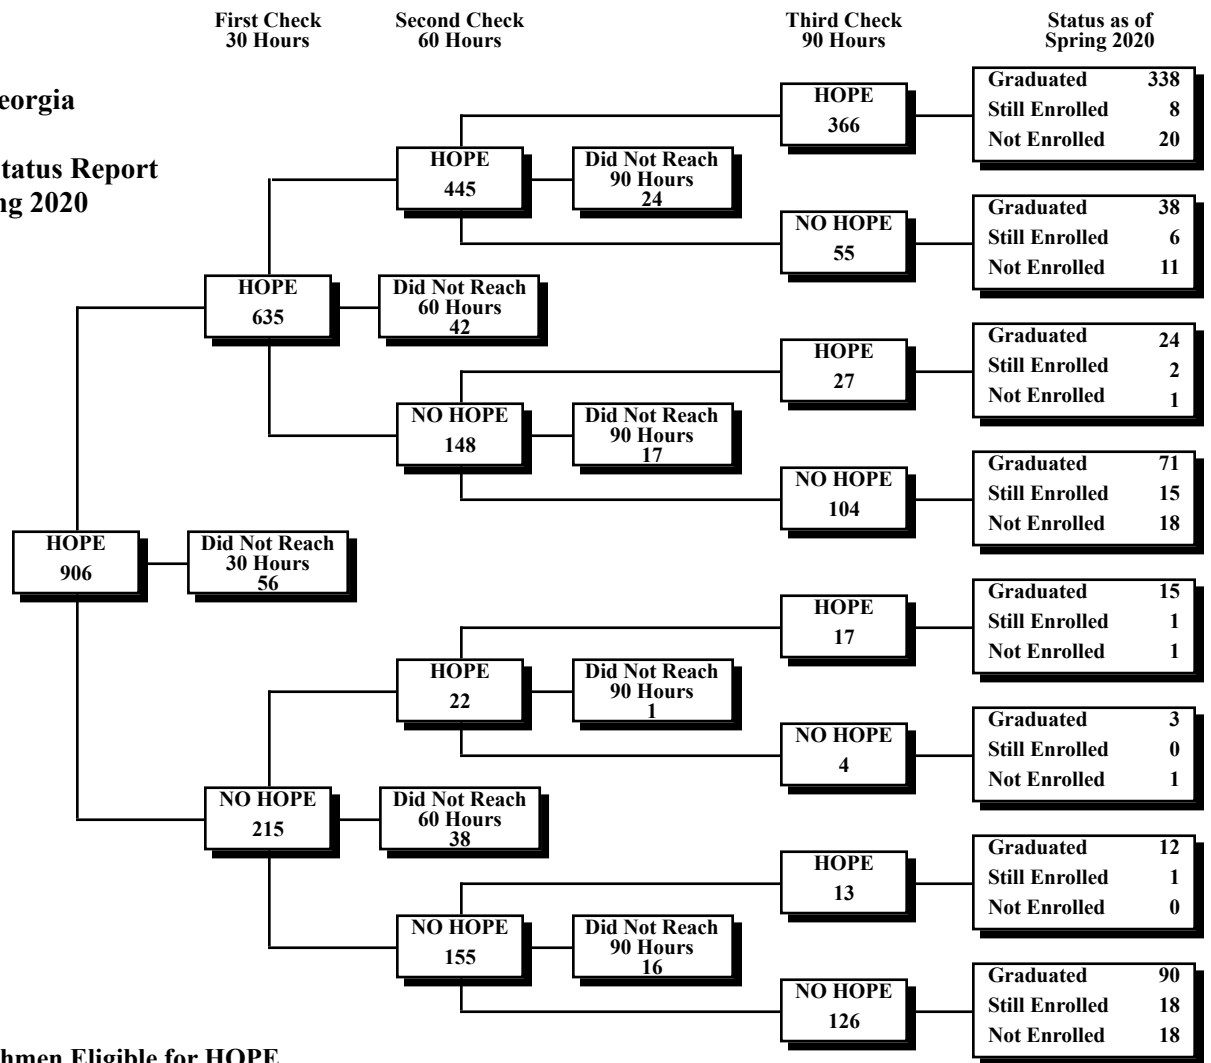 First Check
30 Hours
Second Check
60 Hours
Third Check
90 Hours
Status as of
Spring 2020
Status Report
2020
HOPE
906
Did Not Reach
30 Hours
56
HOPE
635
Did Not Reach
60 Hours
42
NO HOPE
215
Did Not Reach
60 Hours
38
HOPE
445
Did Not Reach
90 Hours
24
NO HOPE
148
Did Not Reach
90 Hours
17
HOPE
22
Did Not Reach
90 Hours
1
NO HOPE
155
Did Not Reach
90 Hours
16
HOPE
366
Graduated 338
Still Enrolled 8
Not Enrolled 20
NO HOPE
55
Graduated 38
Still Enrolled 6
Not Enrolled 11
HOPE
27
Graduated 24
Still Enrolled 2
Not Enrolled 1
NO HOPE
104
Graduated 71
Still Enrolled 15
Not Enrolled 18
HOPE
17
Graduated 15
Still Enrolled 1
Not Enrolled 1
NO HOPE
4
Graduated 3
Still Enrolled 0
Not Enrolled 1
HOPE
13
Graduated 12
Still Enrolled 1
Not Enrolled 0
NO HOPE
126
Graduated 90
Still Enrolled 18
Not Enrolled 18
Eligible for HOPE